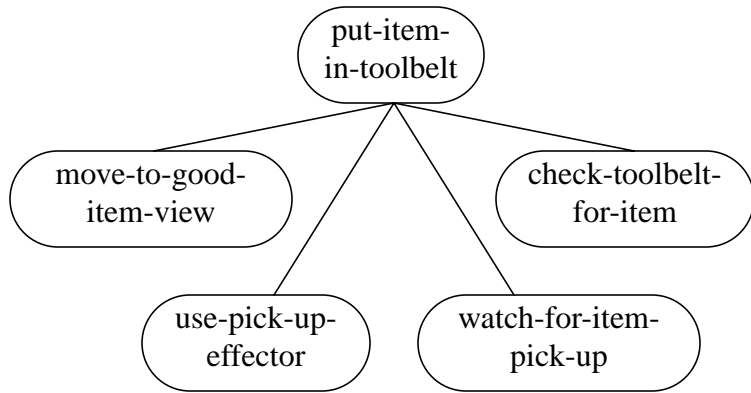 put-item-
in-toolbelt
move-to-good-
item-view
check-toolbelt-
for-item
use-pick-up-
effector
watch-for-item-
pick-up